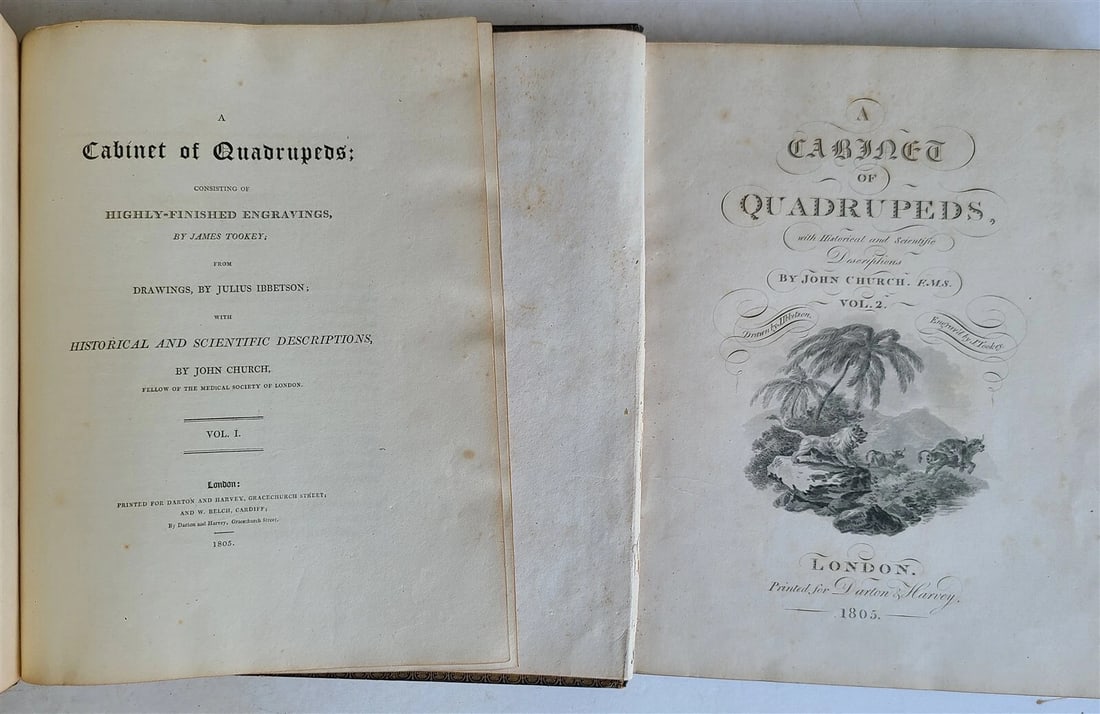 A
Cabinet of Quadrupeds;
CONSISTING OF
HIGHLY-FINISHED ENGRAVINGS,
BY JAMES TOOKEY;
FROM
DRAWINGS, BY JULIUS IBBETSON;
WITH
HISTORICAL AND SCIENTIFIC DESCRIPTIONS,
BY JOHN CHURCH,
FELLOW OF THE MEDICAL SOCIETY OF LONDON.
VOL. I.
London:
PRINTED FOR DARTON AND HARVEY, GRACECHURCH STREET;
AND W. BELCH, CARDIFF;
By Darton and Harvey, Gracechurch Street.
1805.
A
CABINET
OF
QUADRUPEDS,
with Historical and Scientific
Descriptions
BY JOHN CHURCH. F.M.S.
VOL. 2.
Drawn by J. Ibbetson.
Engrav'd by J. Tookey.
LONDON.
Printed for Darton & Harvey.
1805.